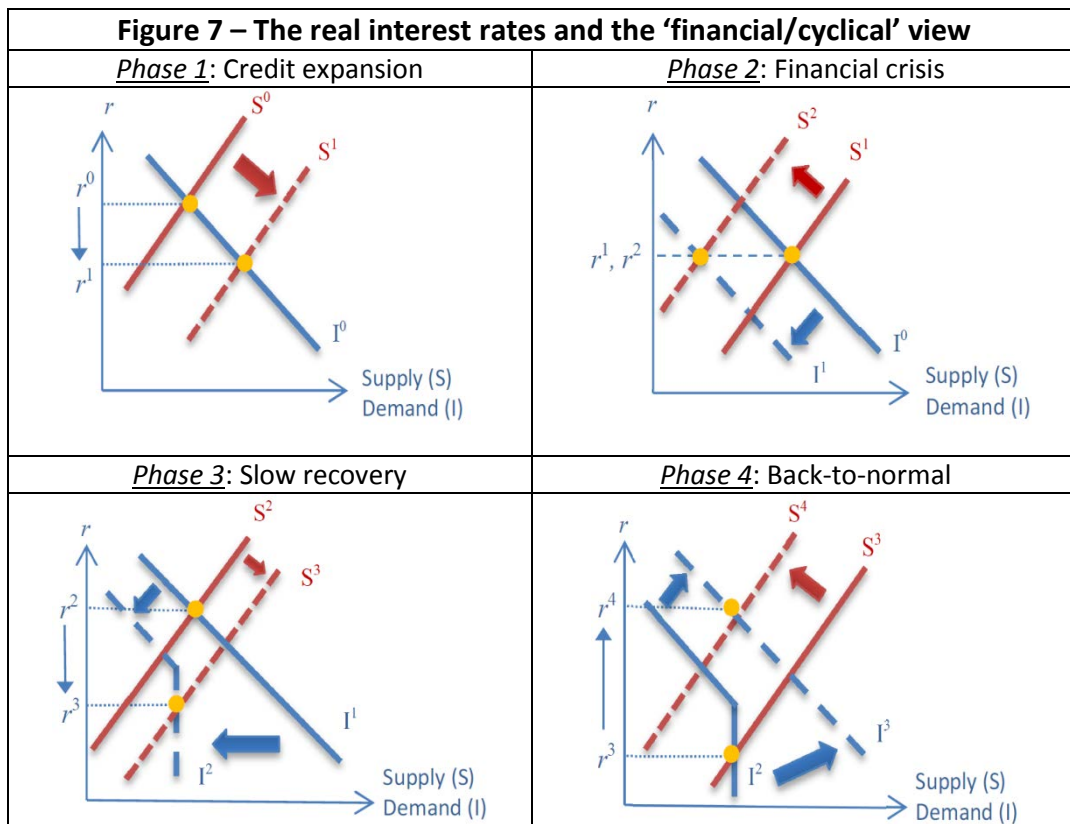 Figure 7 – The real interest rates and the ‘financial/cyclical’ view
Phase 1: Credit expansion
r
S⁰
S¹
r⁰
r¹
I⁰
Supply (S)
Demand (I)
Phase 2: Financial crisis
r
S²
S¹
r¹, r²
I¹
I⁰
Supply (S)
Demand (I)
Phase 3: Slow recovery
r
S²
S³
r²
r³
I¹
I²
Supply (S)
Demand (I)
Phase 4: Back-to-normal
r
S⁴
S³
r⁴
r³
I³
I²
Supply (S)
Demand (I)